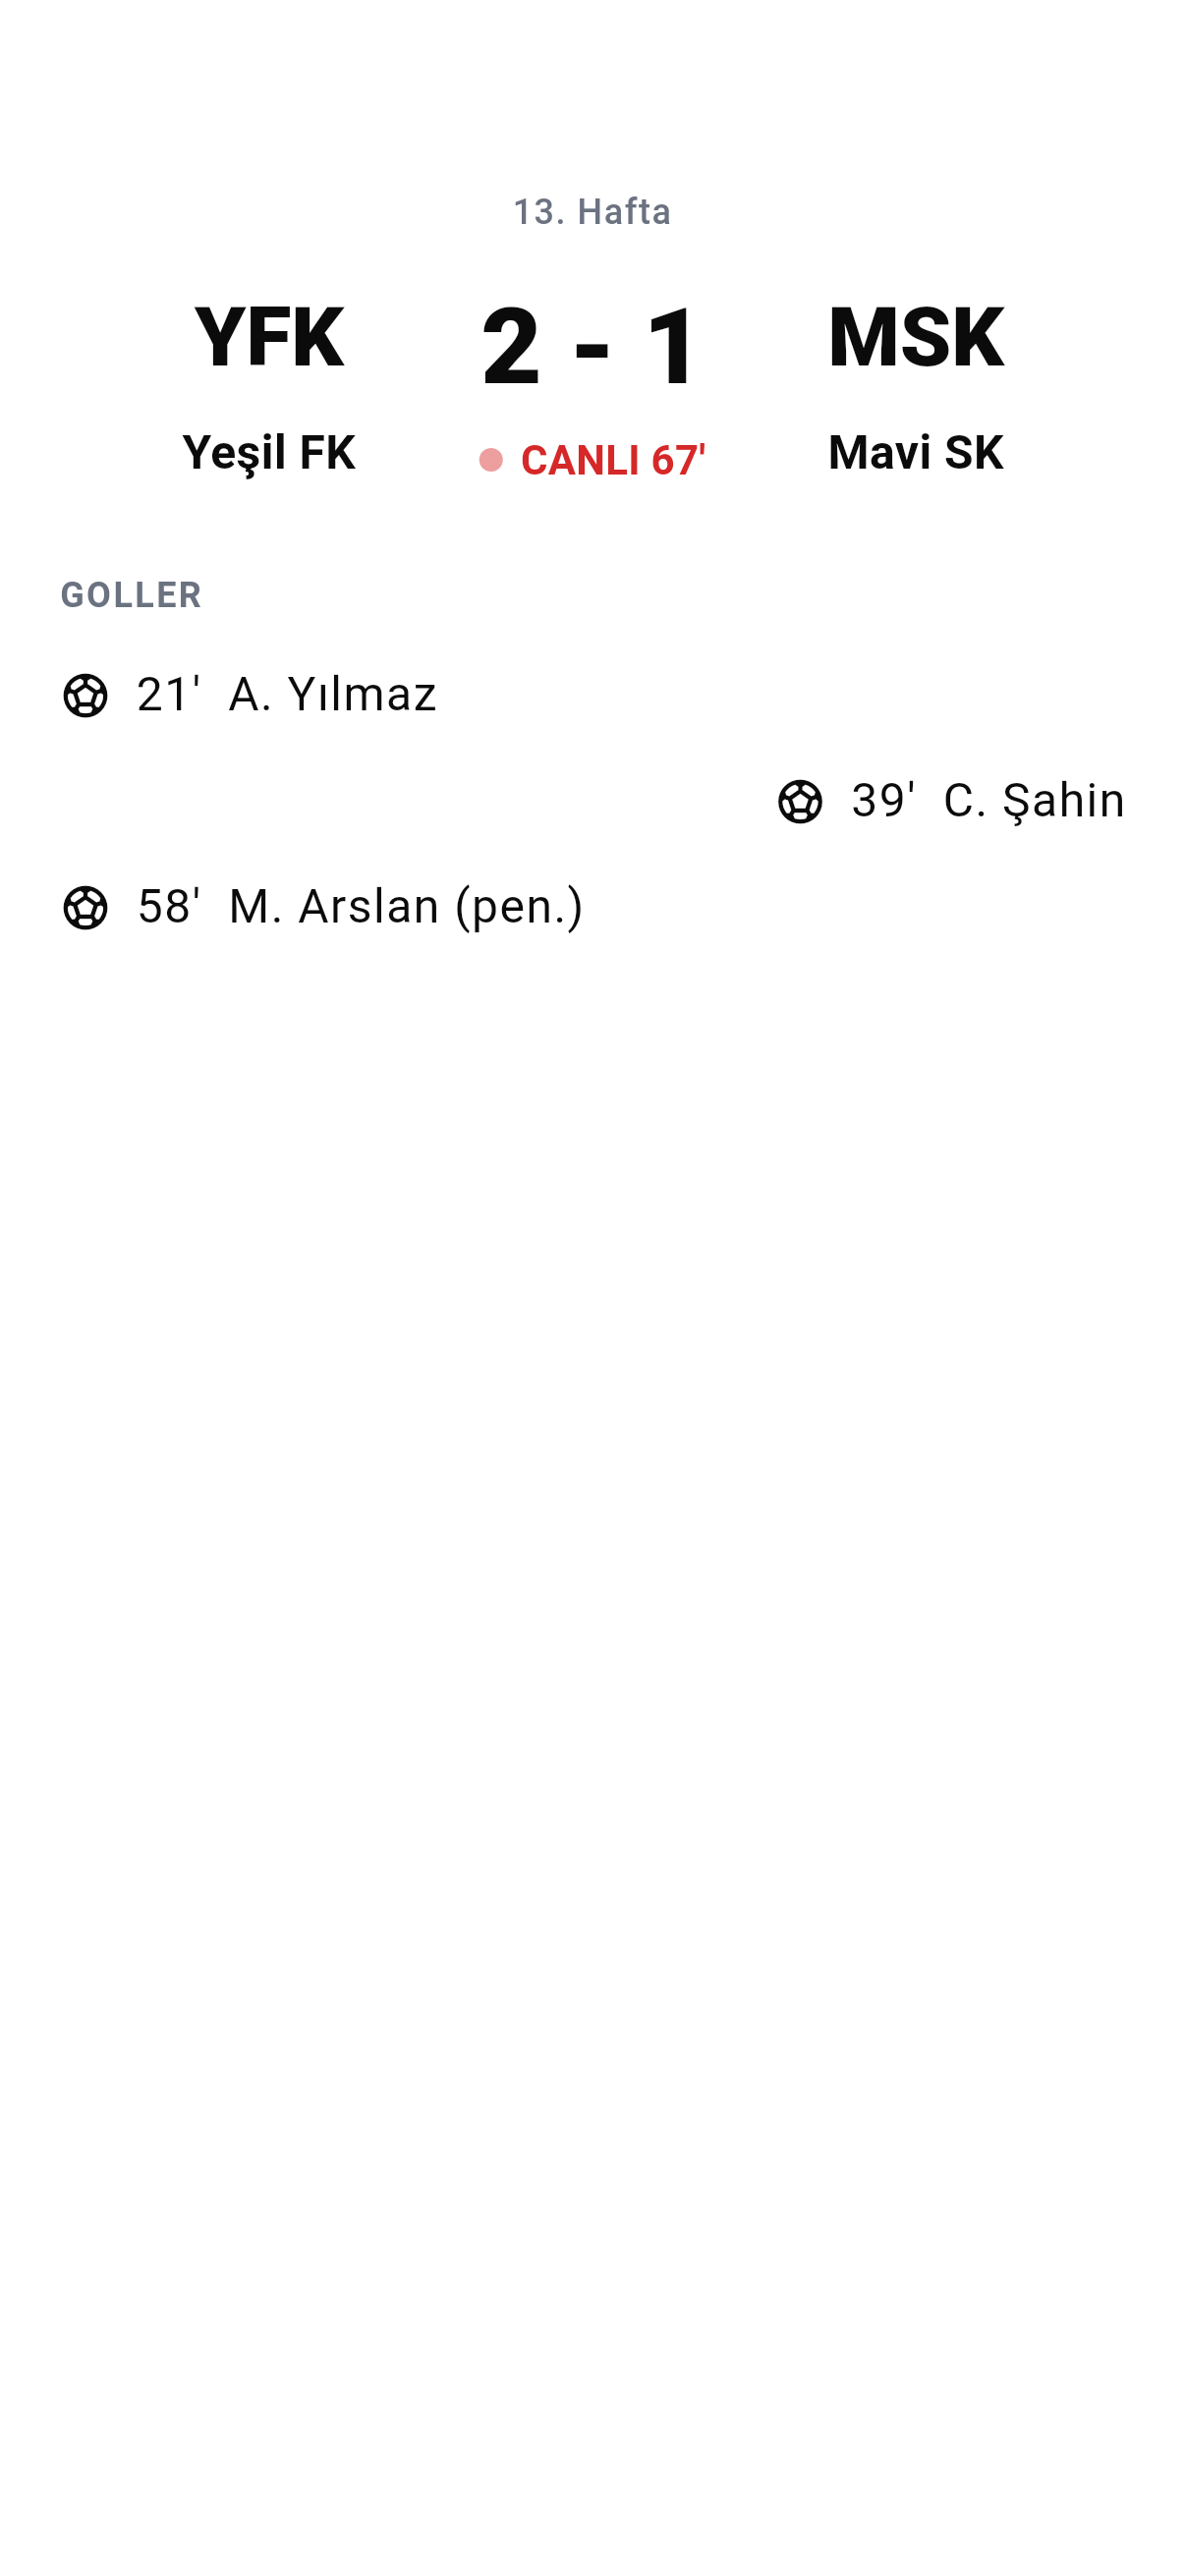 13. Hafta
YFK 2 - 1 MSK
Yeşil FK CANLI 67' Mavi SK
GOLLER
21' A. Yılmaz
39' C. Şahin
58' M. Arslan (pen.)